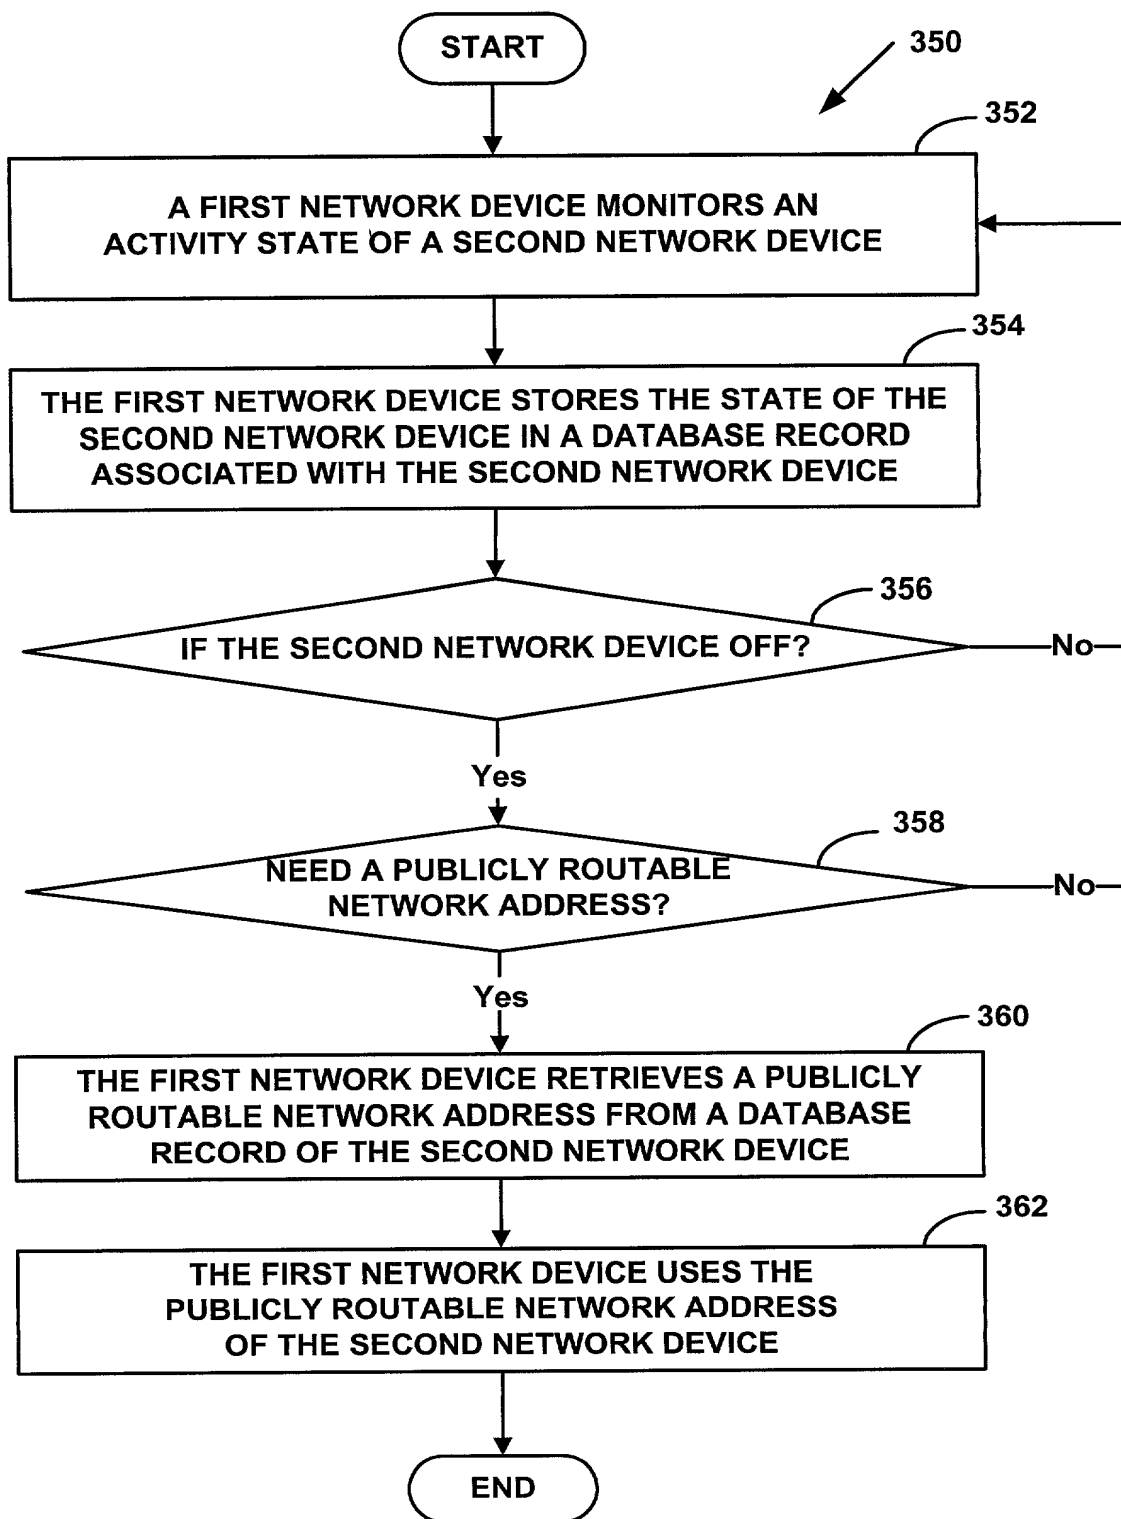 START
350
352
A FIRST NETWORK DEVICE MONITORS AN
ACTIVITY STATE OF A SECOND NETWORK DEVICE
354
THE FIRST NETWORK DEVICE STORES THE STATE OF THE
SECOND NETWORK DEVICE IN A DATABASE RECORD
ASSOCIATED WITH THE SECOND NETWORK DEVICE
356
IF THE SECOND NETWORK DEVICE OFF?
No
Yes
358
NEED A PUBLICLY ROUTABLE
NETWORK ADDRESS?
No
Yes
360
THE FIRST NETWORK DEVICE RETRIEVES A PUBLICLY
ROUTABLE NETWORK ADDRESS FROM A DATABASE
RECORD OF THE SECOND NETWORK DEVICE
362
THE FIRST NETWORK DEVICE USES THE
PUBLICLY ROUTABLE NETWORK ADDRESS
OF THE SECOND NETWORK DEVICE
END